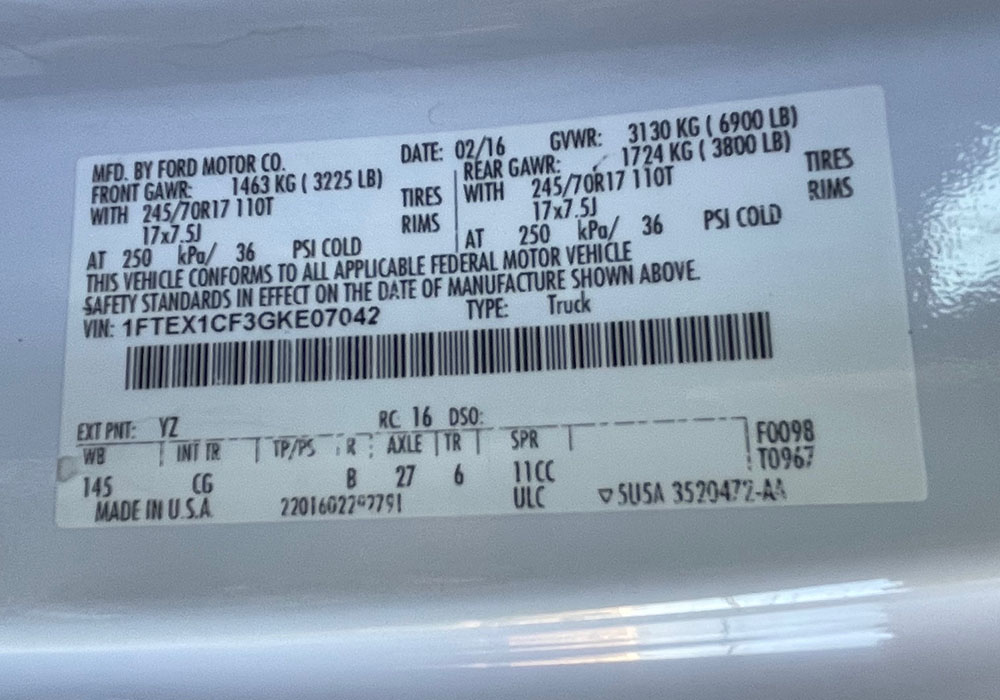 MFD. BY FORD MOTOR CO. DATE: 02/16 GVWR: 3130 KG ( 6900 LB)
FRONT GAWR: 1463 KG ( 3225 LB) REAR GAWR: 1724 KG ( 3800 LB)
WITH 245/70R17 110T TIRES WITH 245/70R17 110T TIRES
17x7.5J RIMS 17x7.5J RIMS
AT 250 kPa/ 36 PSI COLD AT 250 kPa/ 36 PSI COLD
THIS VEHICLE CONFORMS TO ALL APPLICABLE FEDERAL MOTOR VEHICLE
SAFETY STANDARDS IN EFFECT ON THE DATE OF MANUFACTURE SHOWN ABOVE.
VIN: 1FTEX1CF3GKE07042 TYPE: Truck
EXT PNT: YZ RC 16 DSO:
WB INT TR TP/PS R AXLE TR SPR F0098
145 CG B 27 6 11CC T0967
MADE IN U.S.A. ULC ▽ 5U5A 3520472-AA